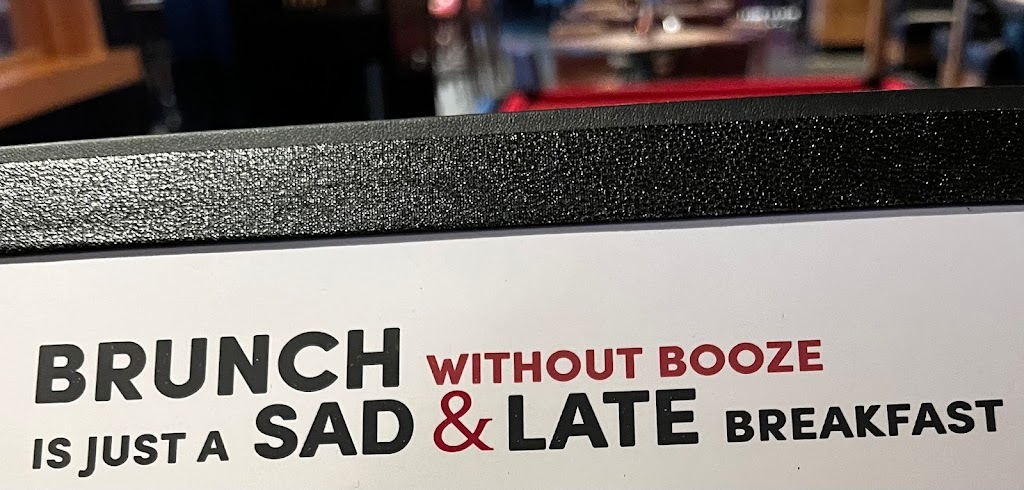 BRUNCH WITHOUT BOOZE
IS JUST A SAD & LATE BREAKFAST